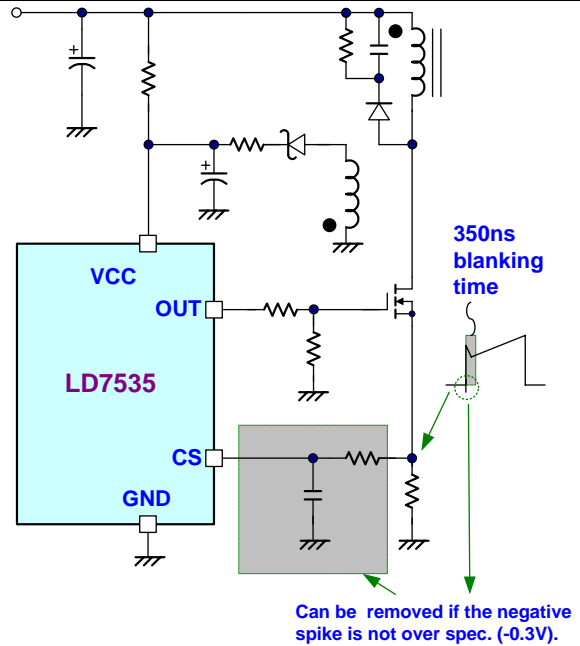 350ns
blanking
time
VCC
OUT
LD7535
CS
GND
+
+
Can be removed if the negative
spike is not over spec. (-0.3V).